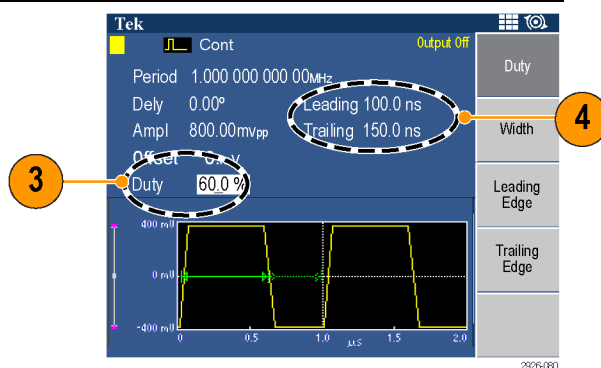 Tek
Cont
Output Off
Period 1.000 000 000 00MHz
Dely 0.00º
Leading 100.0 ns
Ampl 800.00mvpp
Trailing 150.0 ns
Offset
Duty 60.0 %
Duty
Width
Leading
Edge
Trailing
Edge
3
4
400 mV
0 mV
-400 mV
0 0.5 1.0 1.5 2.0
µs
2926-080